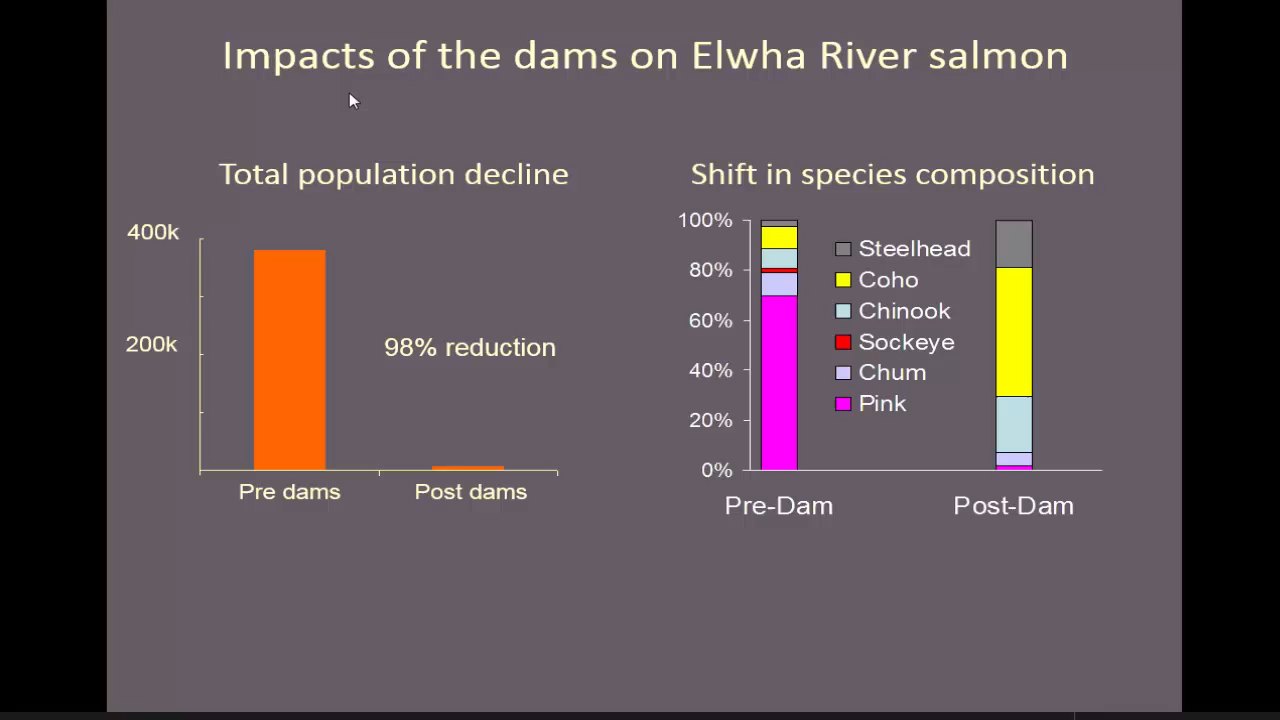 Impacts of the dams on Elwha River salmon
Total population decline
400k
200k
98% reduction
Pre dams
Post dams
Shift in species composition
100%
80%
60%
40%
20%
0%
Steelhead
Coho
Chinook
Sockeye
Chum
Pink
Pre-Dam
Post-Dam